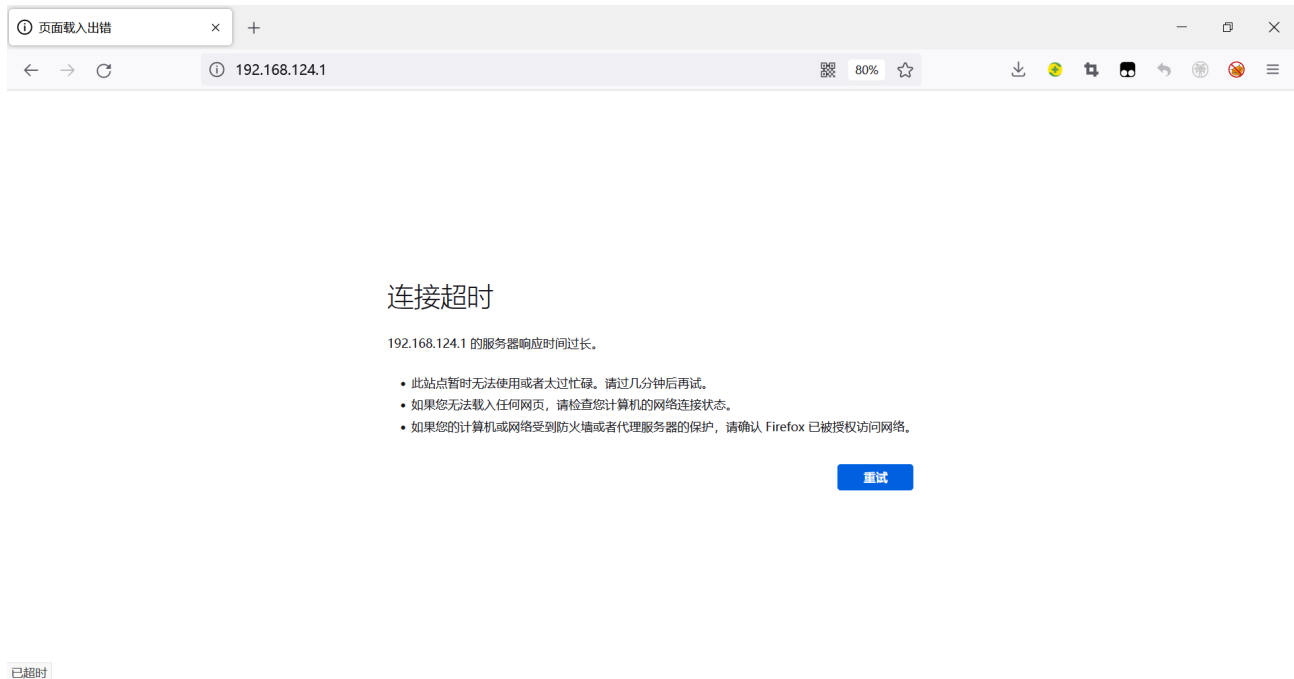 页面载入出错
192.168.124.1
80%
连接超时
192.168.124.1 的服务器响应时间过长。
此站点暂时无法使用或者太过忙碌。请过几分钟后再试。
如果您无法载入任何网页，请检查您计算机的网络连接状态。
如果您的计算机或网络受到防火墙或者代理服务器的保护，请确认 Firefox 已被授权访问网络。
重试
已超时